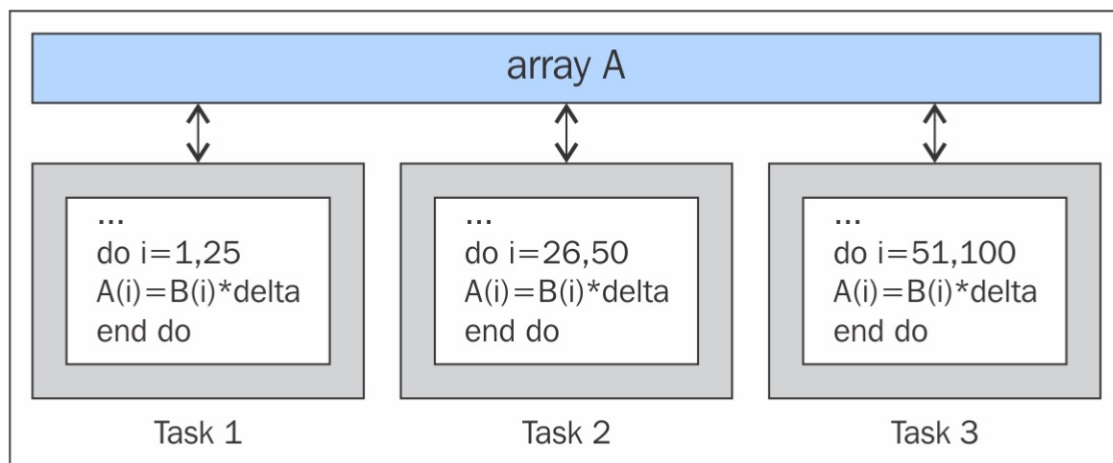 array A
...
do i=1,25
A(i)=B(i)*delta
end do
Task 1
...
do i=26,50
A(i)=B(i)*delta
end do
Task 2
...
do i=51,100
A(i)=B(i)*delta
end do
Task 3